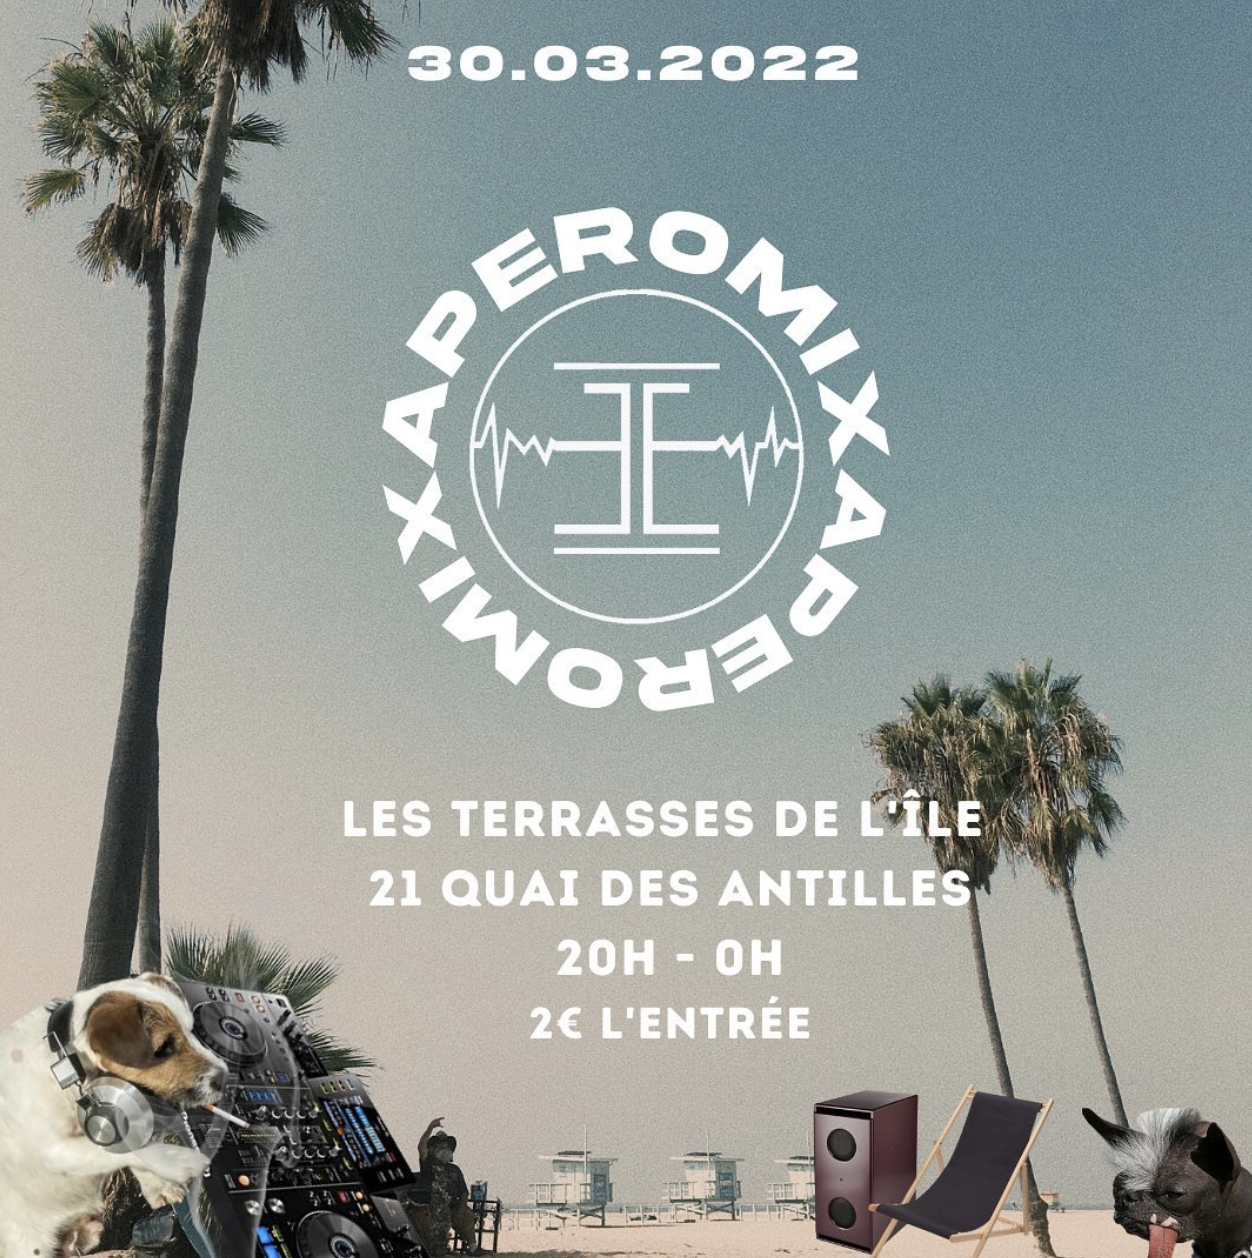 30.03.2022
APEROMIXAPEROMIX
LES TERRASSES DE L'ÎLE
21 QUAI DES ANTILLES
20H - 0H
2€ L'ENTRÉE